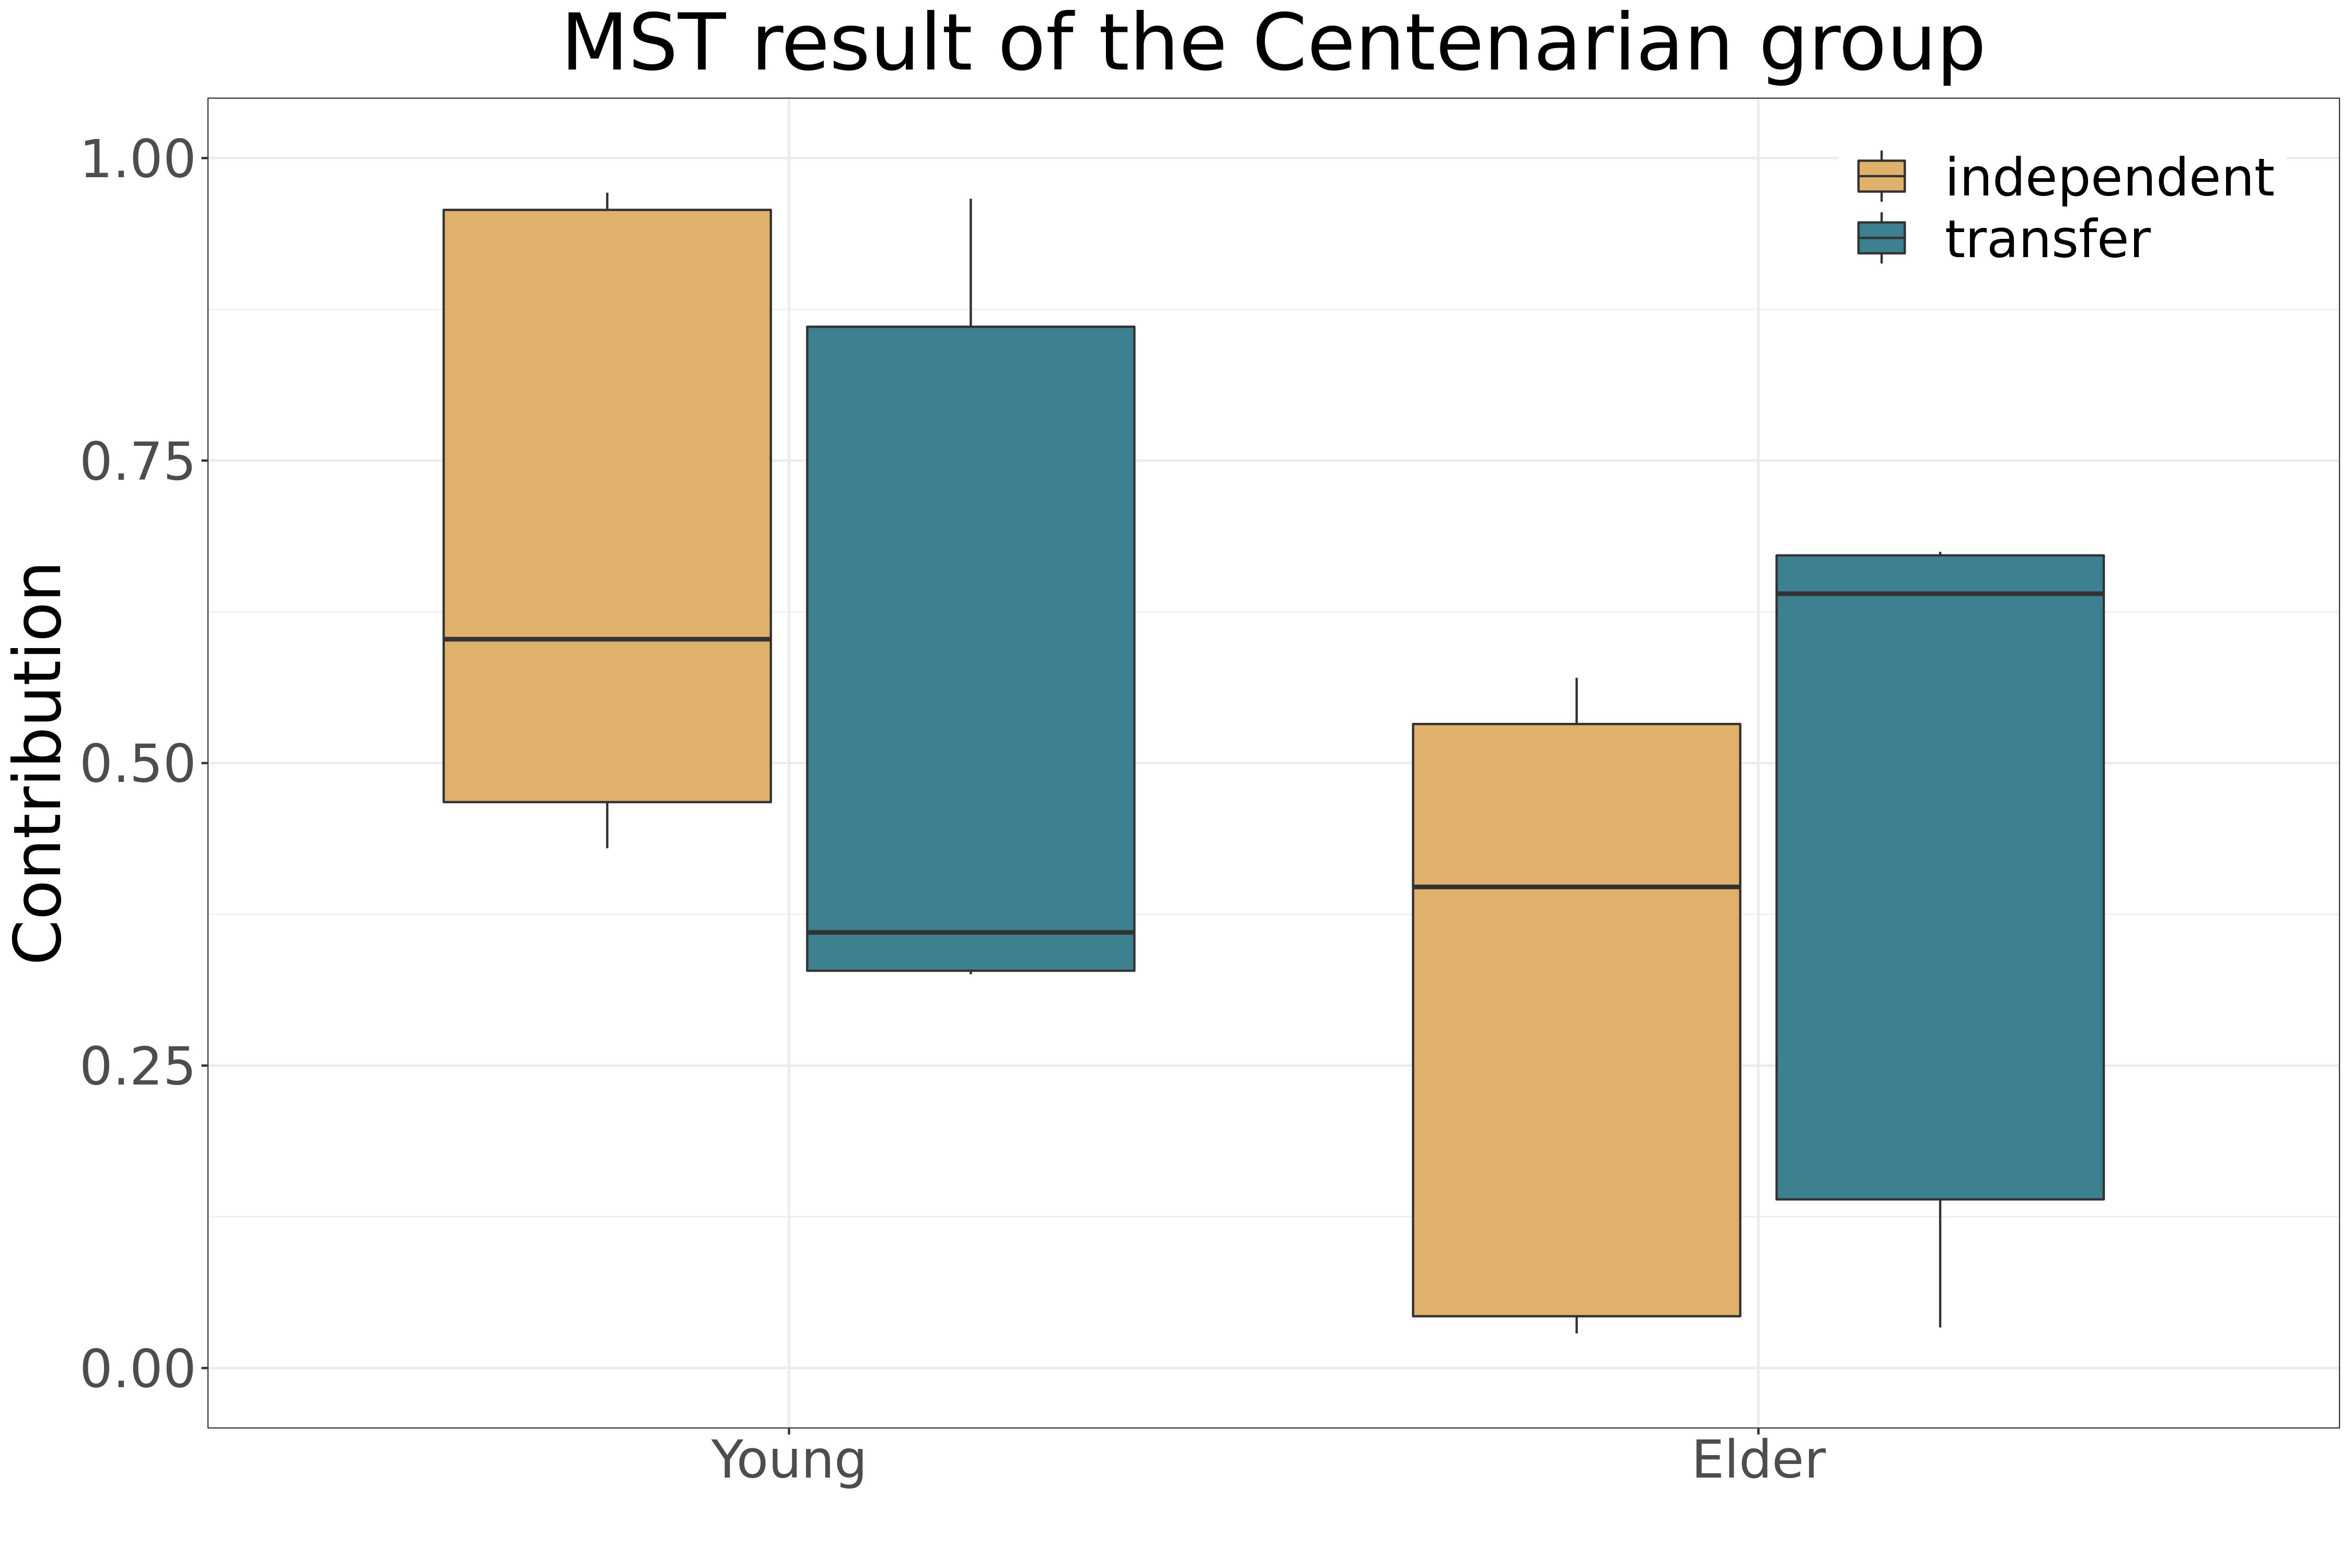 MST result of the Centenarian group
independent
transfer
Contribution
1.00
0.75
0.50
0.25
0.00
Young
Elder